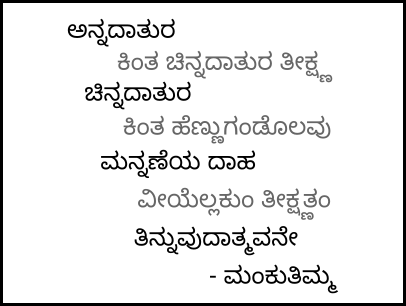 ಅನ್ನದಾತುರ
ಕಿಂತ ಚಿನ್ನದಾತುರ ತೀಕ್ಷ್ಣ
ಚಿನ್ನದಾತುರ
ಕಿಂತ ಹೆಣ್ಣುಗಂಡೊಲವು
ಮನ್ನಣೆಯ ದಾಹ
ವೀಯೆಲ್ಲಕುಂ ತೀಕ್ಷ್ಣತಂ
ತಿನ್ನುವುದಾತ್ಮವನೇ
- ಮಂಕುತಿಮ್ಮ